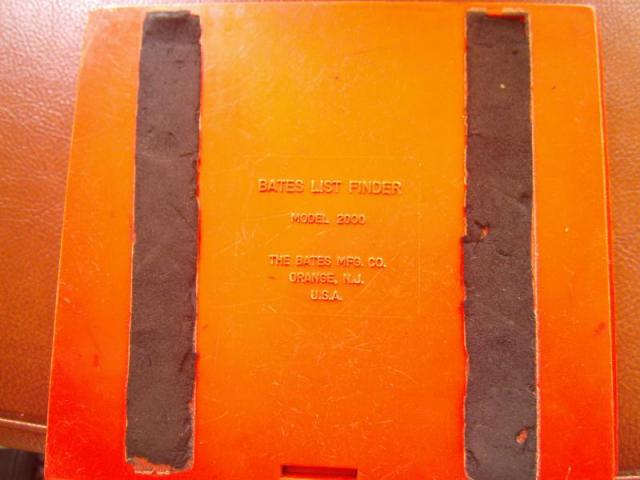 BATES LIST FINDER
MODEL 2000
THE BATES MFG. CO.
ORANGE, N.J.
U.S.A.